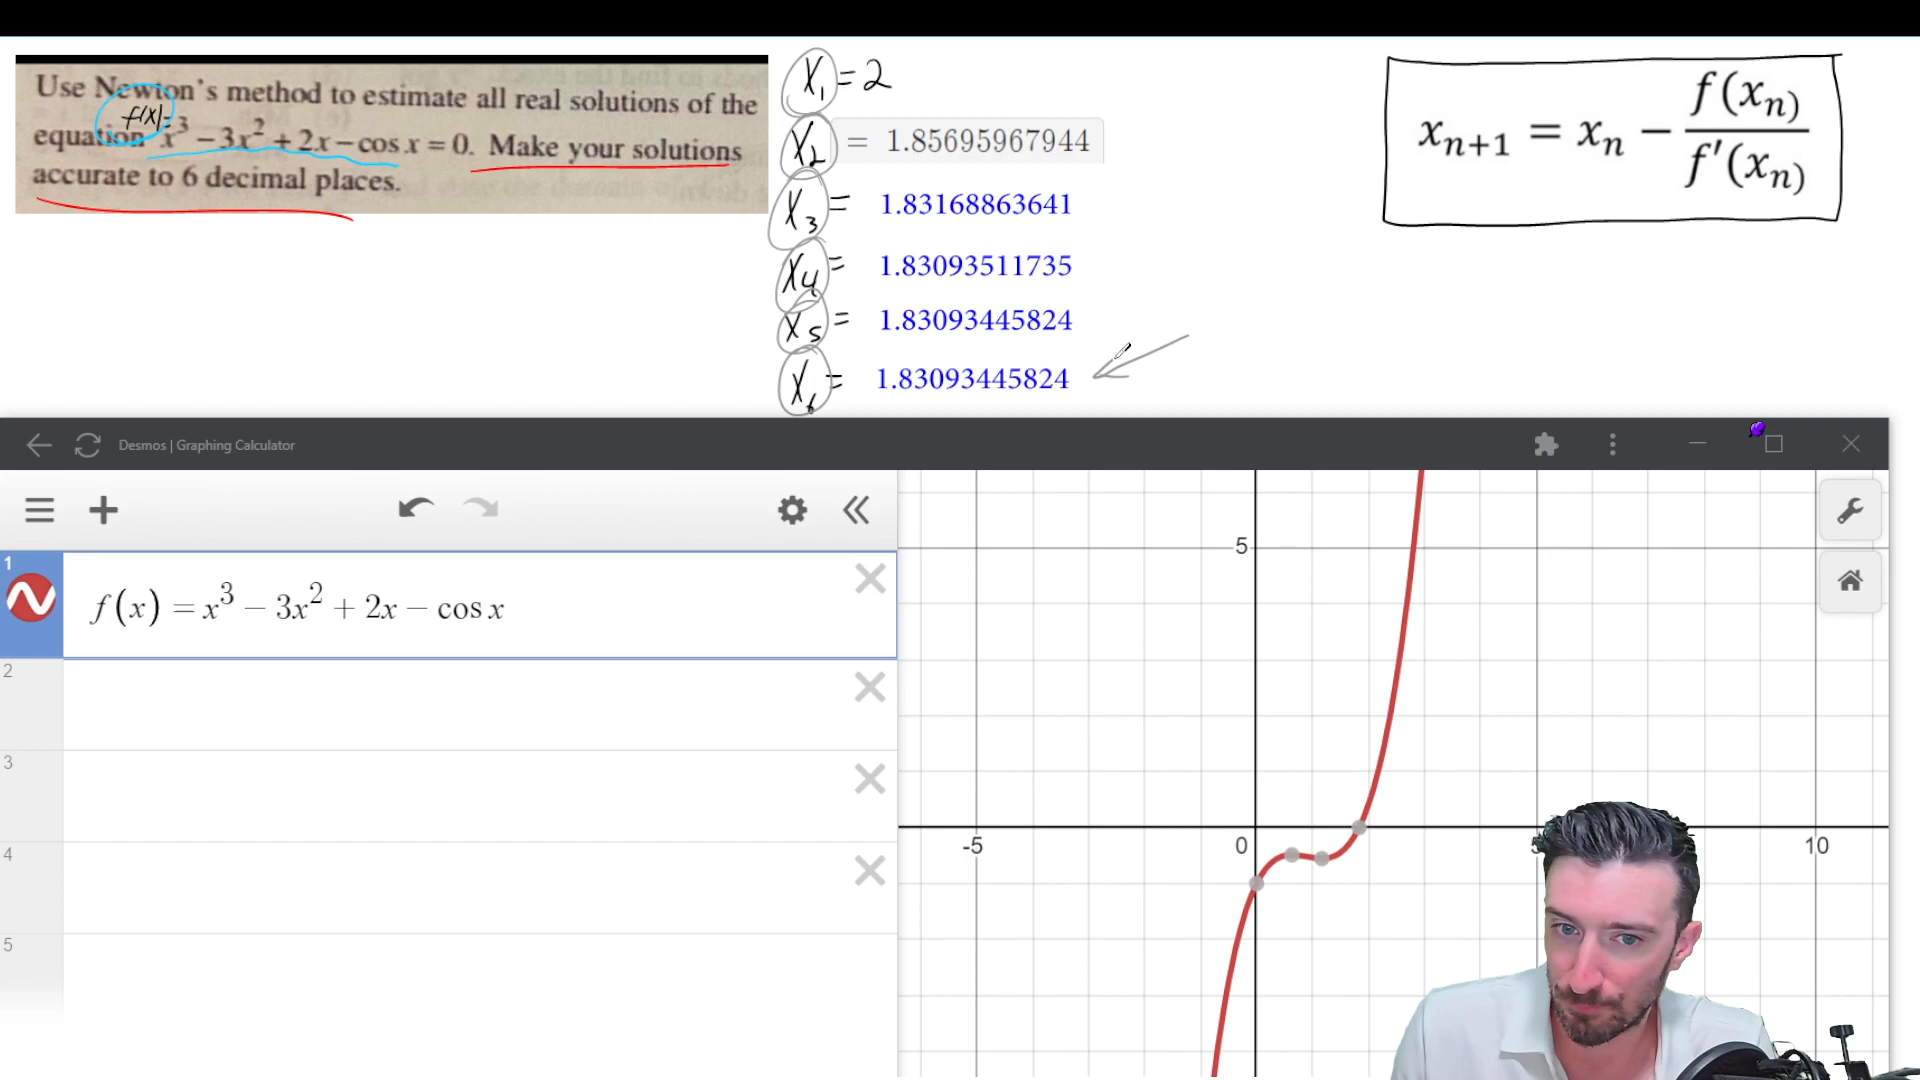 Use Newton's method to estimate all real solutions of the
f(x)=
equation x³ − 3x² + 2x − cos x = 0. Make your solutions
accurate to 6 decimal places.
X₁ = 2
X₂ = 1.85695967944
X₃ = 1.83168863641
X₄ = 1.83093511735
X₅ = 1.83093445824
X₆ = 1.83093445824
xₙ₊₁ = xₙ − f(xₙ) / f′(xₙ)
Desmos | Graphing Calculator
1
f(x) = x³ − 3x² + 2x − cos x
2
3
4
5
5
-5
0
5
10